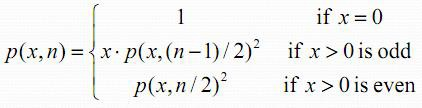 1 if x = 0
p(x,n) = { x · p(x,(n−1)/2)² if x > 0 is odd
p(x,n/2)² if x > 0 is even